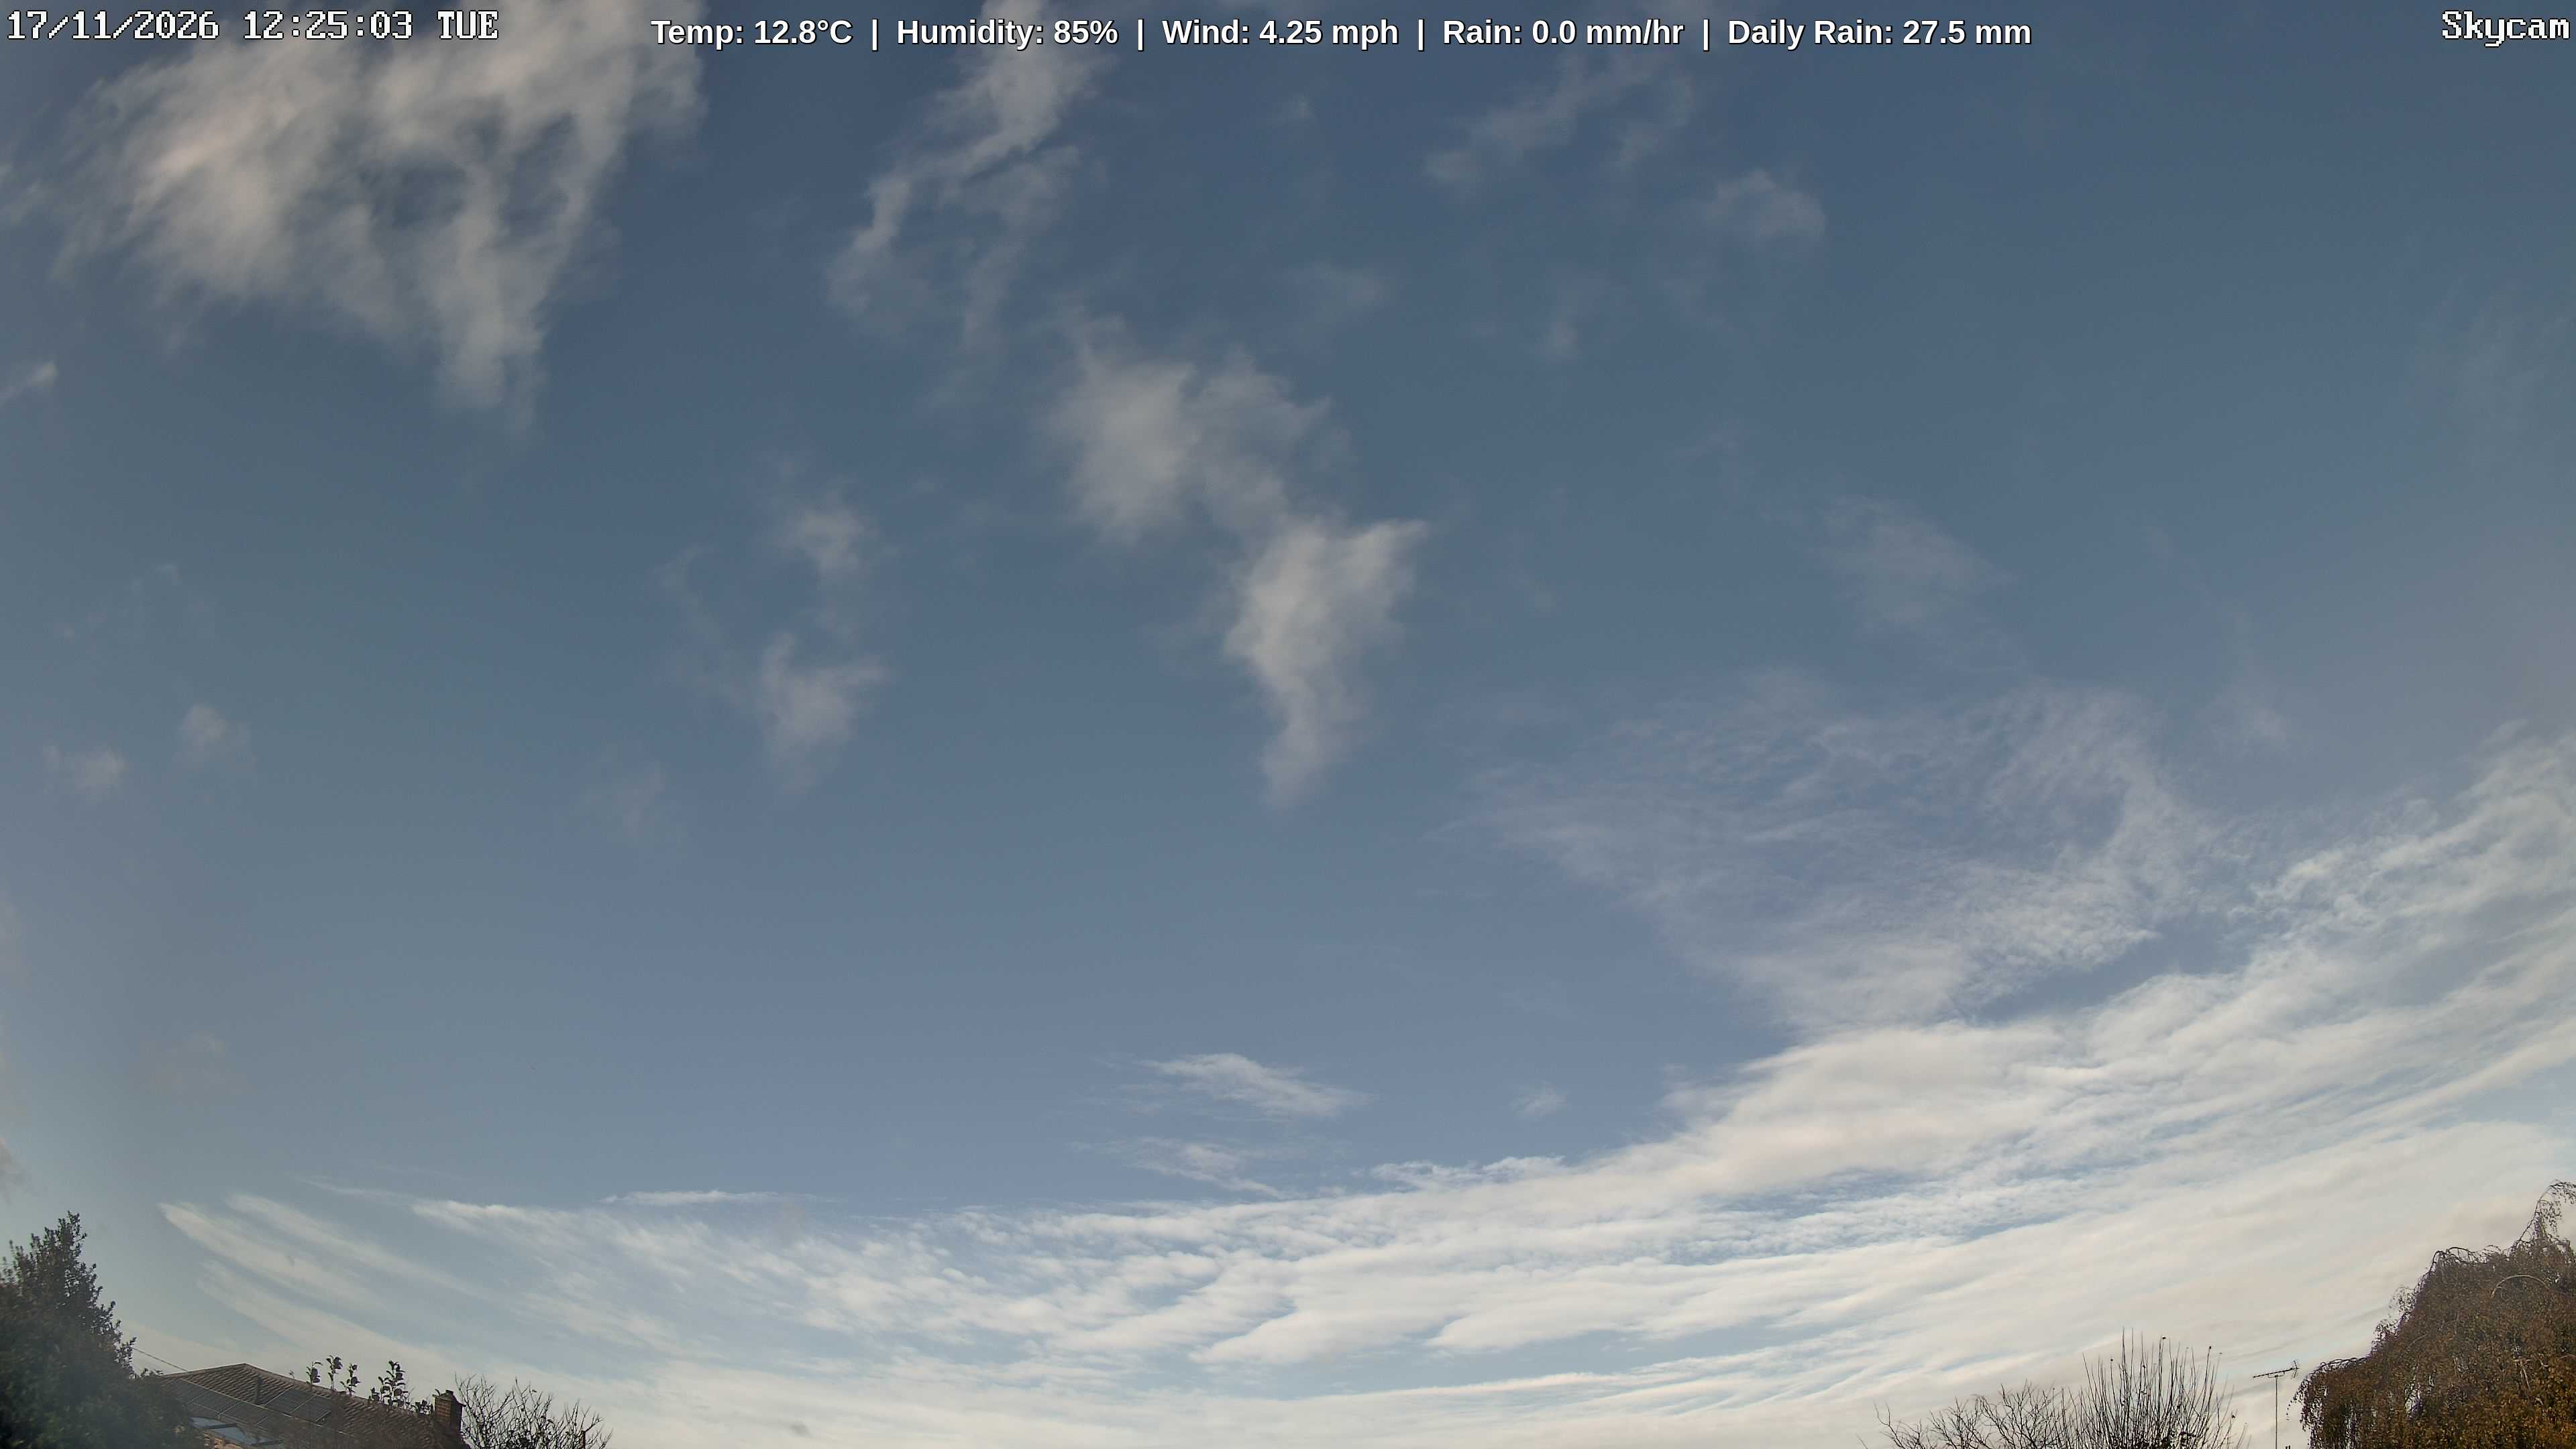 17/11/2026 12:25:03 TUE
Temp: 12.8°C | Humidity: 85% | Wind: 4.25 mph | Rain: 0.0 mm/hr | Daily Rain: 27.5 mm
Skycam